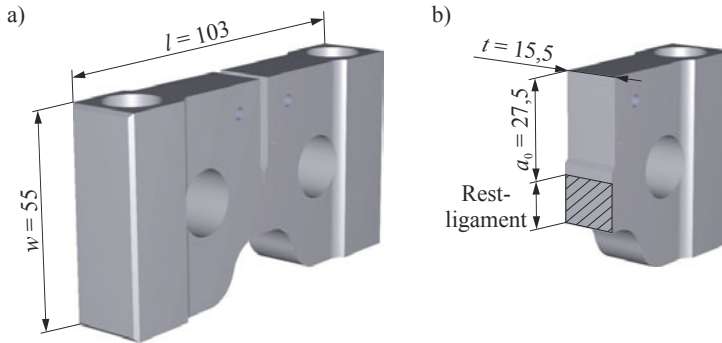 a)
l = 103
w = 55
b)
t = 15,5
a₀ = 27,5
Rest-
ligament